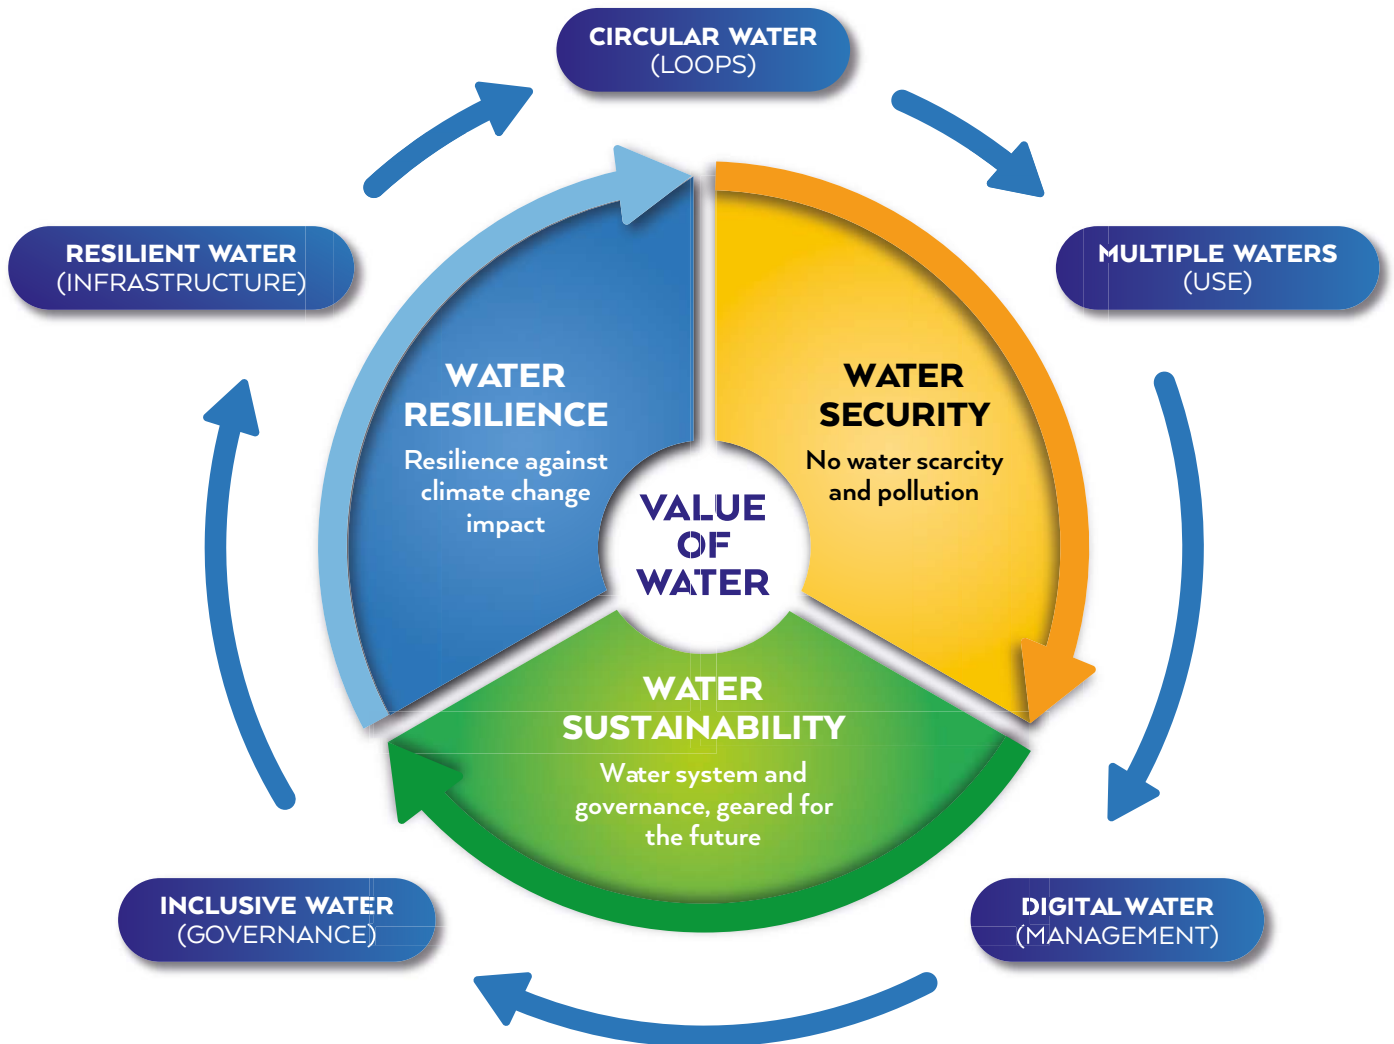 CIRCULAR WATER
(LOOPS)
RESILIENT WATER
(INFRASTRUCTURE)
MULTIPLE WATERS
(USE)
WATER
RESILIENCE
Resilience against
climate change
impact
WATER
SECURITY
No water scarcity
and pollution
VALUE
OF
WATER
WATER
SUSTAINABILITY
Water system and
governance, geared for
the future
INCLUSIVE WATER
(GOVERNANCE)
DIGITAL WATER
(MANAGEMENT)